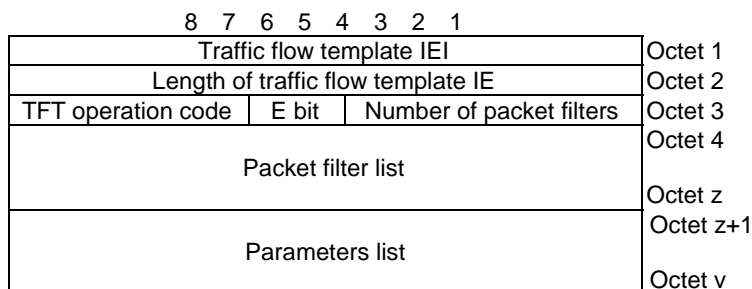 8 7 6 5 4 3 2 1
Traffic flow template IEI Octet 1
Length of traffic flow template IE Octet 2
TFT operation code E bit Number of packet filters Octet 3
Octet 4
Packet filter list
Octet z
Octet z+1
Parameters list
Octet v